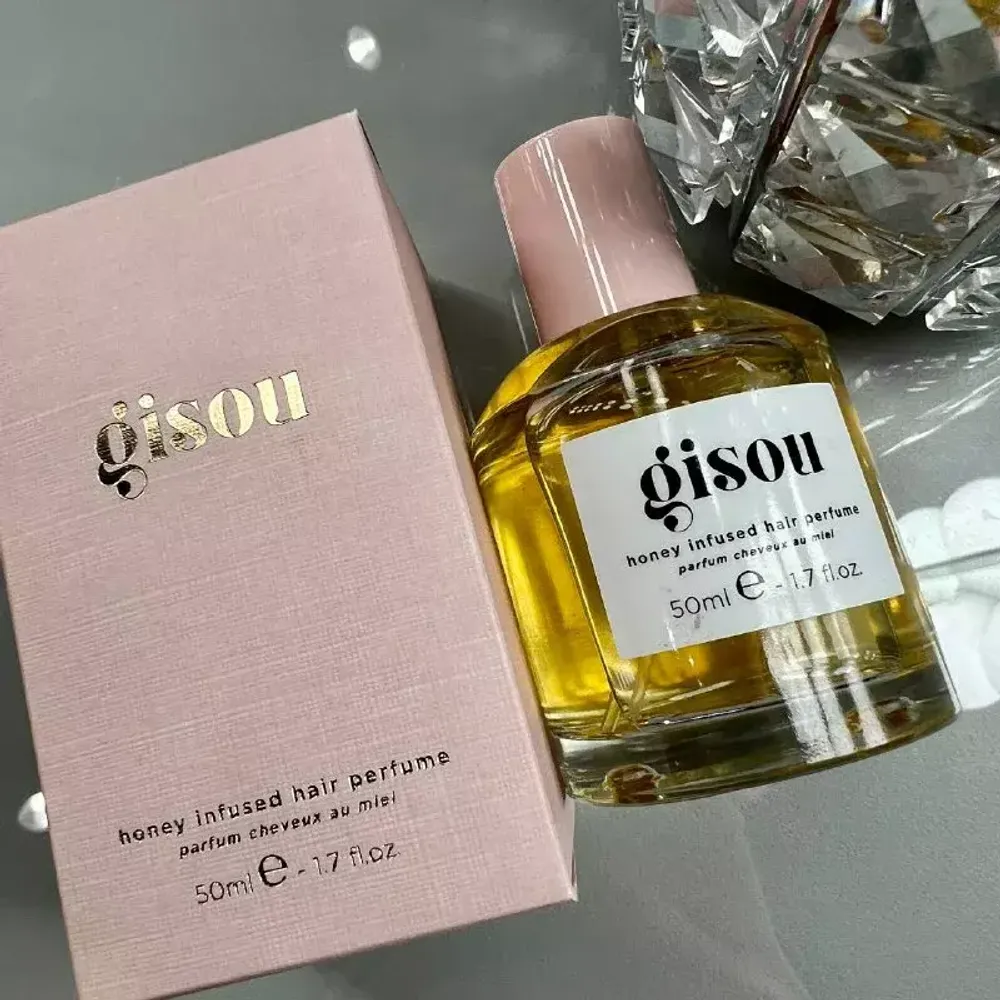 gisou
honey infused hair perfume
parfum cheveux au miel
50ml e - 1.7 fl.oz.
gisou
honey infused hair perfume
parfum cheveux au miel
50ml e - 1.7 fl.oz.